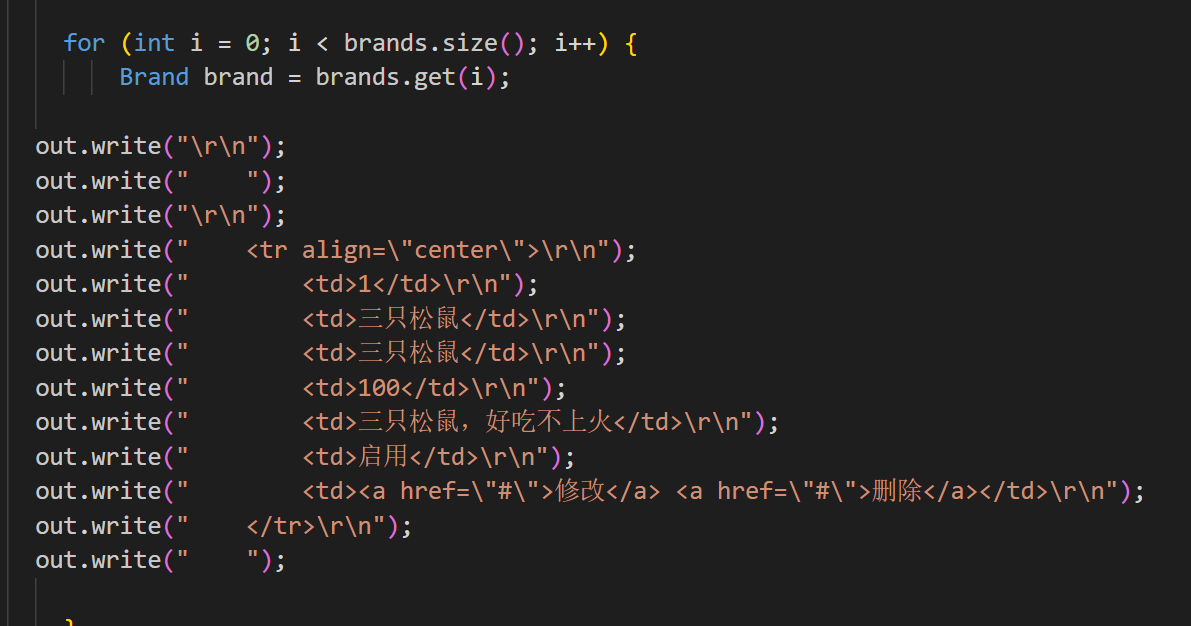 for (int i = 0; i < brands.size(); i++) {
Brand brand = brands.get(i);
out.write("\r\n");
out.write("    ");
out.write("\r\n");
out.write("    <tr align=\"center\">\r\n");
out.write("        <td>1</td>\r\n");
out.write("        <td>三只松鼠</td>\r\n");
out.write("        <td>三只松鼠</td>\r\n");
out.write("        <td>100</td>\r\n");
out.write("        <td>三只松鼠，好吃不上火</td>\r\n");
out.write("        <td>启用</td>\r\n");
out.write("        <td><a href=\"#\">修改</a> <a href=\"#\">删除</a></td>\r\n");
out.write("    </tr>\r\n");
out.write("    ");
}